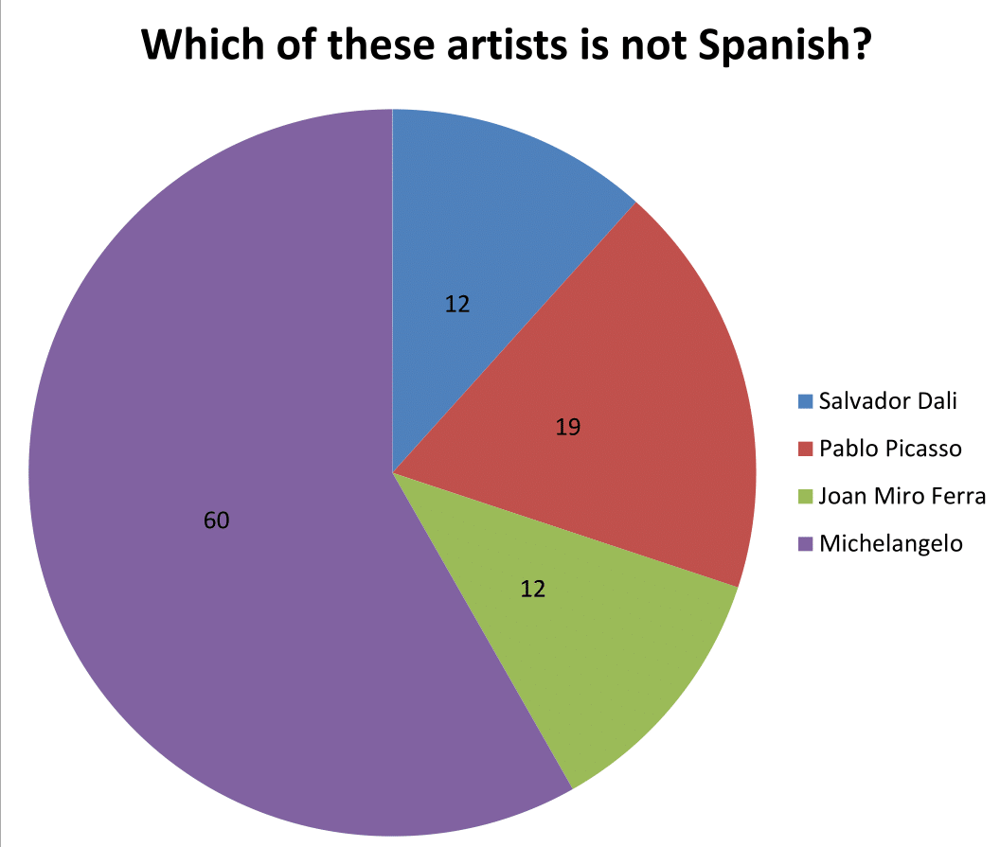 Which of these artists is not Spanish?
12
19
60
12
Salvador Dali
Pablo Picasso
Joan Miro Ferra
Michelangelo